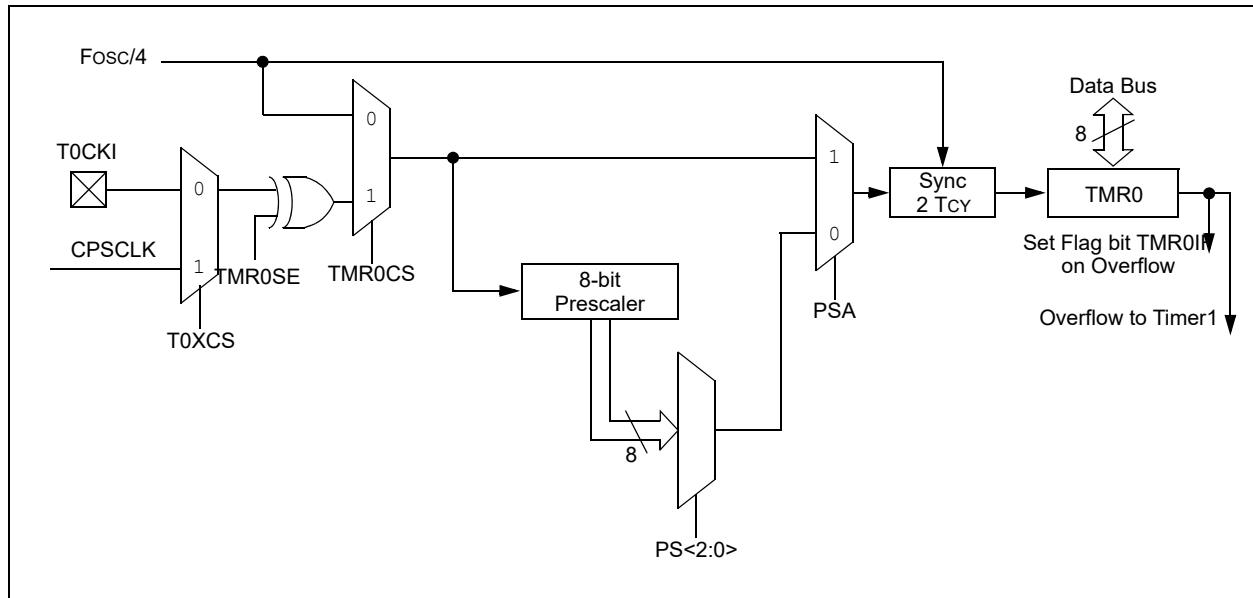 FOSC/4
Data Bus
8
T0CKI
0
1
0
1
Sync
2 TCY
TMR0
0
1
CPSCLK
TMR0SE
TMR0CS
0
Set Flag bit TMR0IF
on Overflow
8-bit
Prescaler
PSA
T0XCS
Overflow to Timer1
8
PS<2:0>